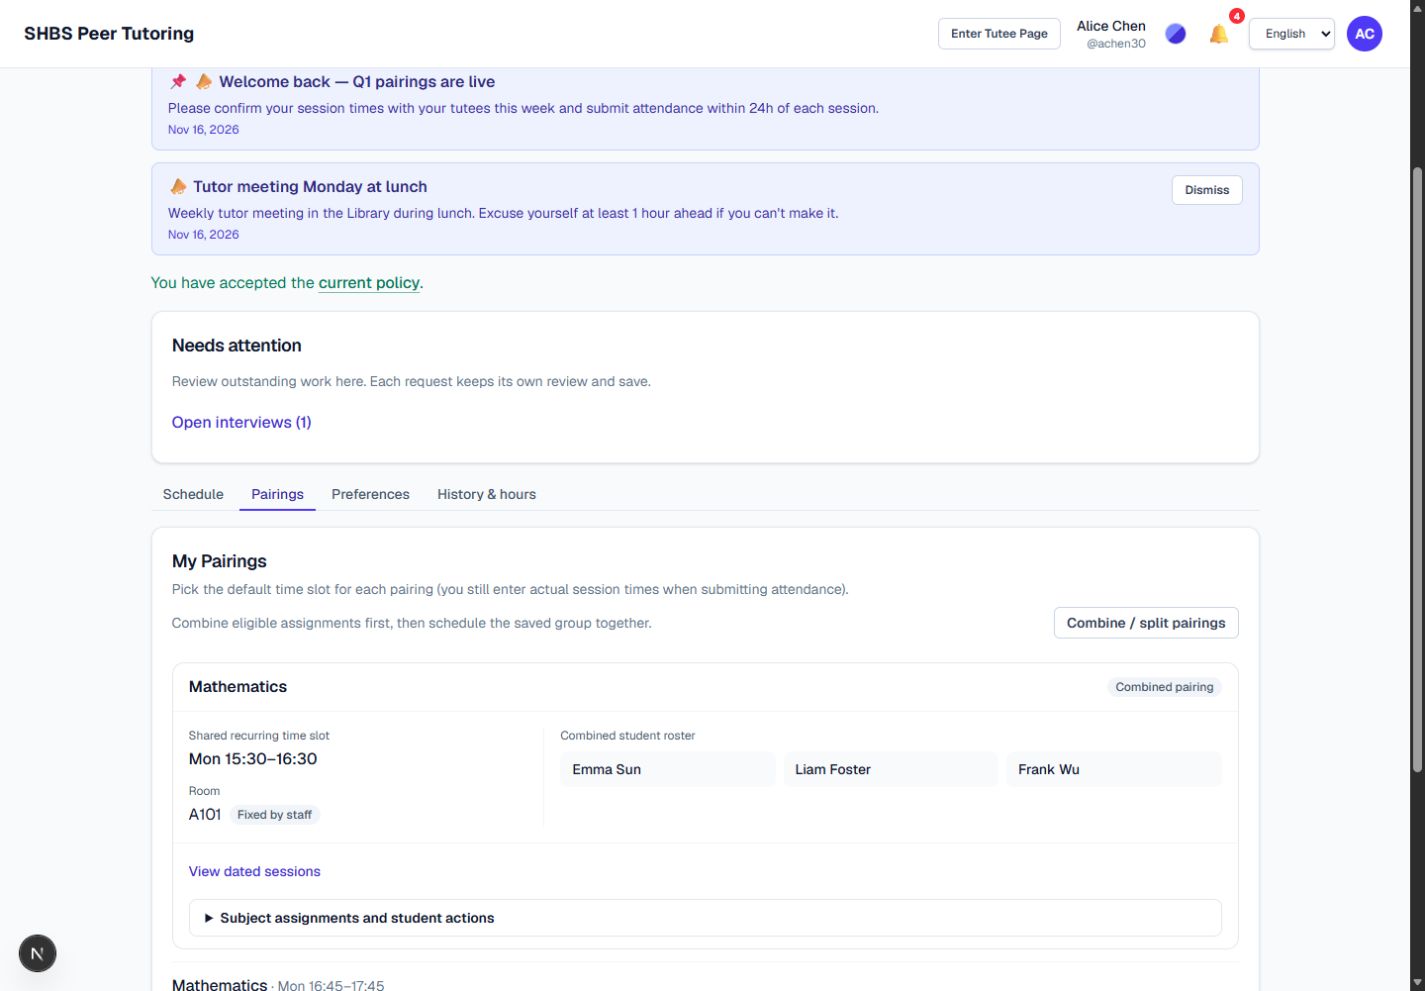 SHBS Peer Tutoring
Enter Tutee Page
Alice Chen
@achen30
4
English
AC
Welcome back — Q1 pairings are live
Please confirm your session times with your tutees this week and submit attendance within 24h of each session.
Nov 16, 2026
Tutor meeting Monday at lunch
Dismiss
Weekly tutor meeting in the Library during lunch. Excuse yourself at least 1 hour ahead if you can't make it.
Nov 16, 2026
You have accepted the current policy.
Needs attention
Review outstanding work here. Each request keeps its own review and save.
Open interviews (1)
Schedule Pairings Preferences History & hours
My Pairings
Pick the default time slot for each pairing (you still enter actual session times when submitting attendance).
Combine eligible assignments first, then schedule the saved group together.
Combine / split pairings
Mathematics
Combined pairing
Shared recurring time slot
Mon 15:30–16:30
Room
A101 Fixed by staff
Combined student roster
Emma Sun Liam Foster Frank Wu
View dated sessions
Subject assignments and student actions
N
Mathematics · Mon 16:45–17:45